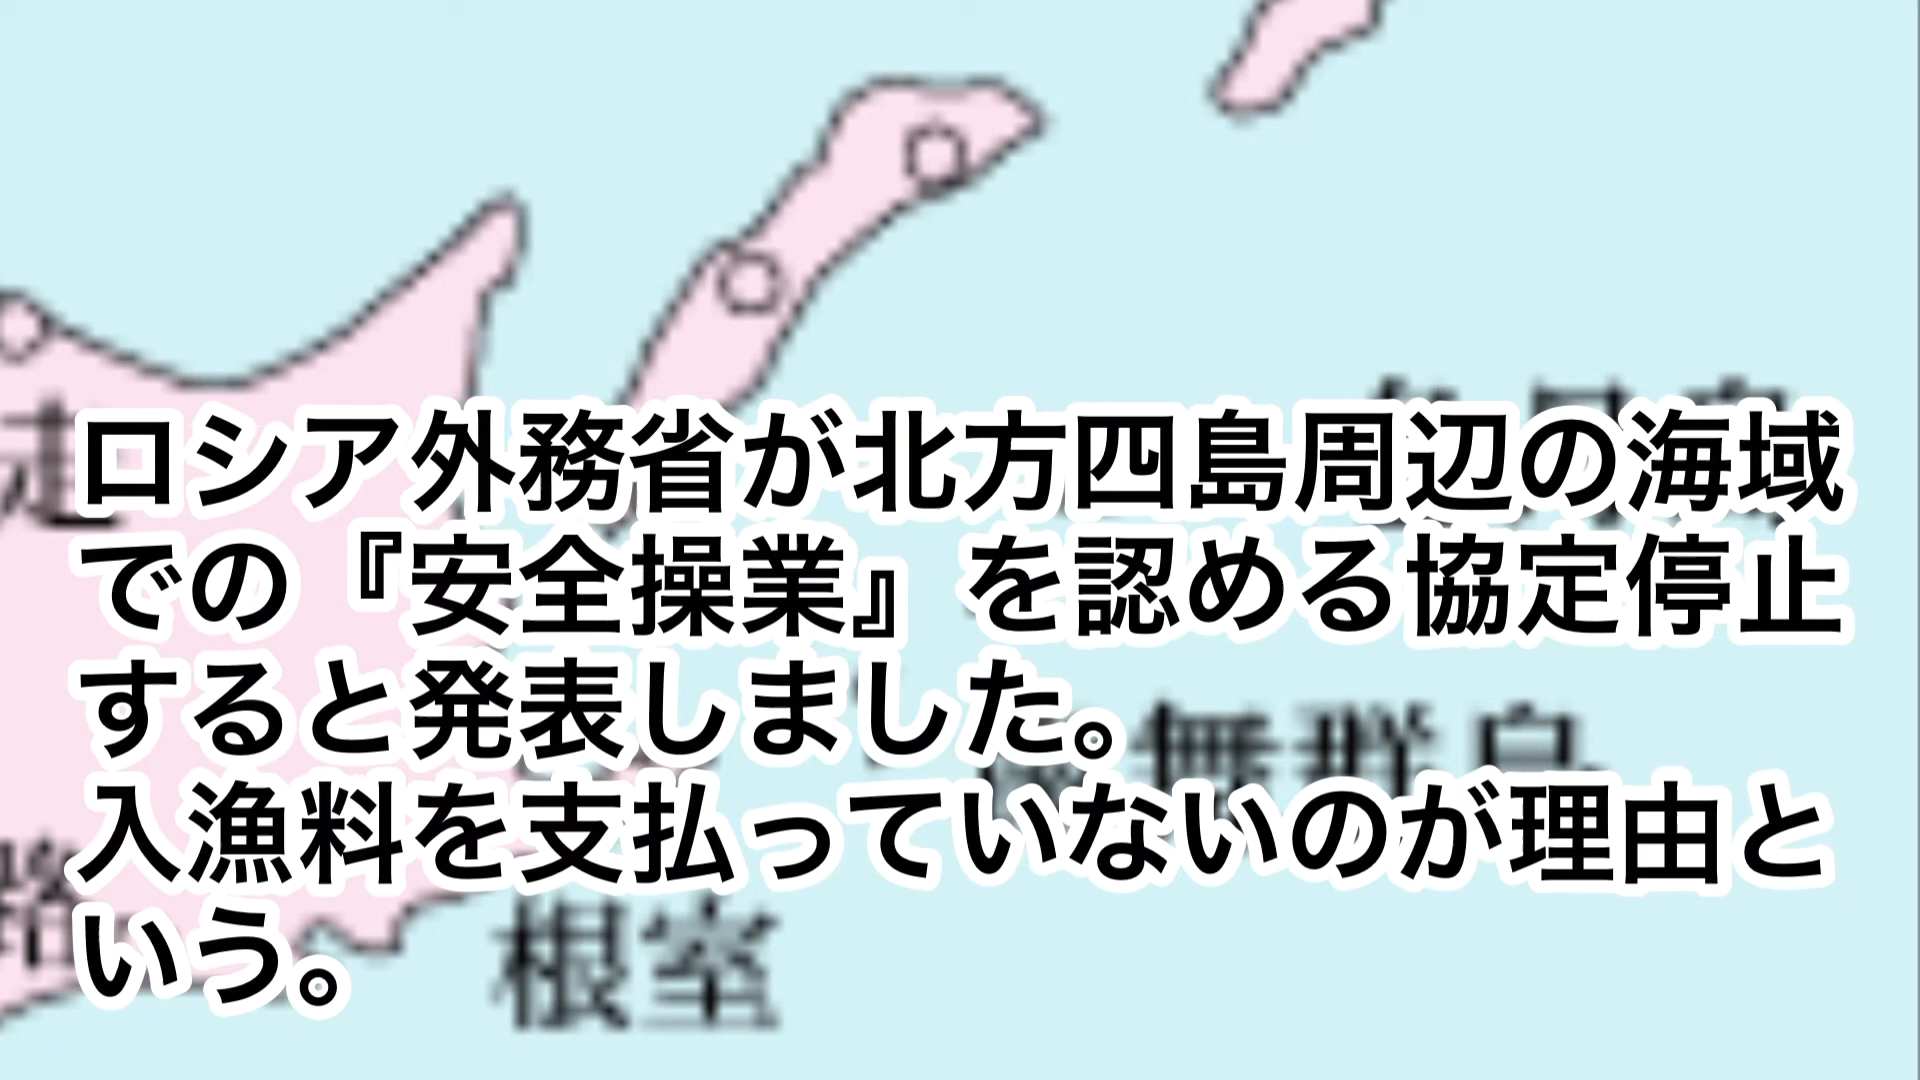 ロシア外務省が北方四島周辺の海域
での『安全操業』を認める協定停止
すると発表しました。
入漁料を支払っていないのが理由と
いう。
根室